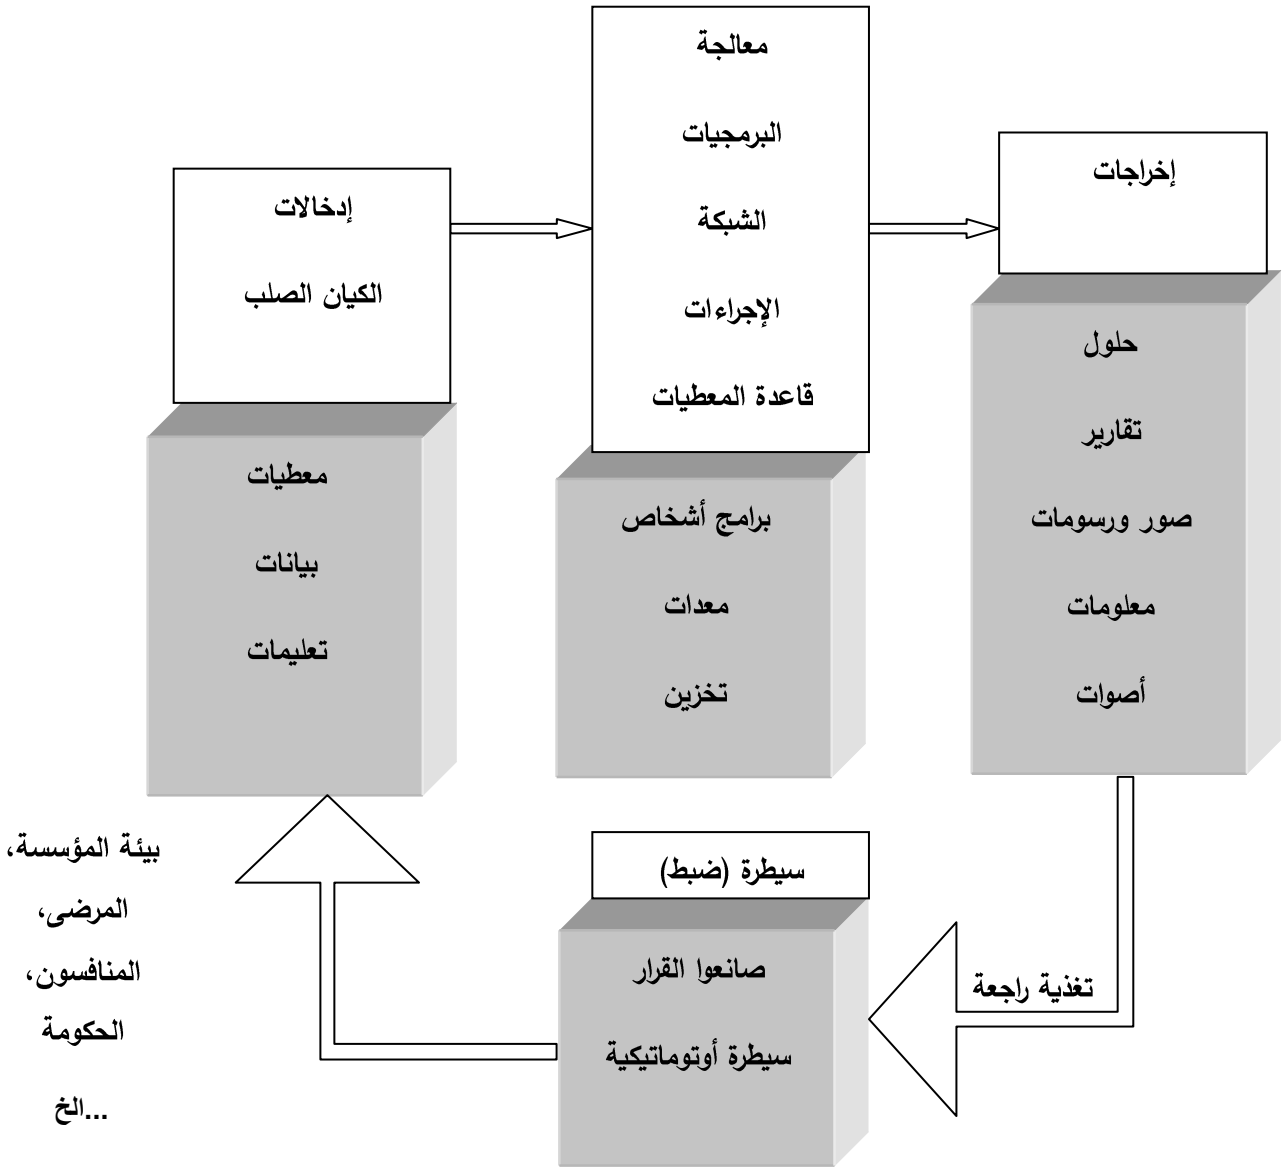 معالجة
البرمجيات
الشبكة
الإجراءات
قاعدة المعطيات
برامج أشخاص
معدات
تخزين
إخراجات
حلول
تقارير
صور ورسومات
معلومات
أصوات
إدخالات
الكيان الصلب
معطيات
بيانات
تعليمات
سيطرة (ضبط)
صانعوا القرار
سيطرة أوتوماتيكية
تغذية راجعة
بيئة المؤسسة،
المرضى،
المنافسون،
الحكومة
...الخ